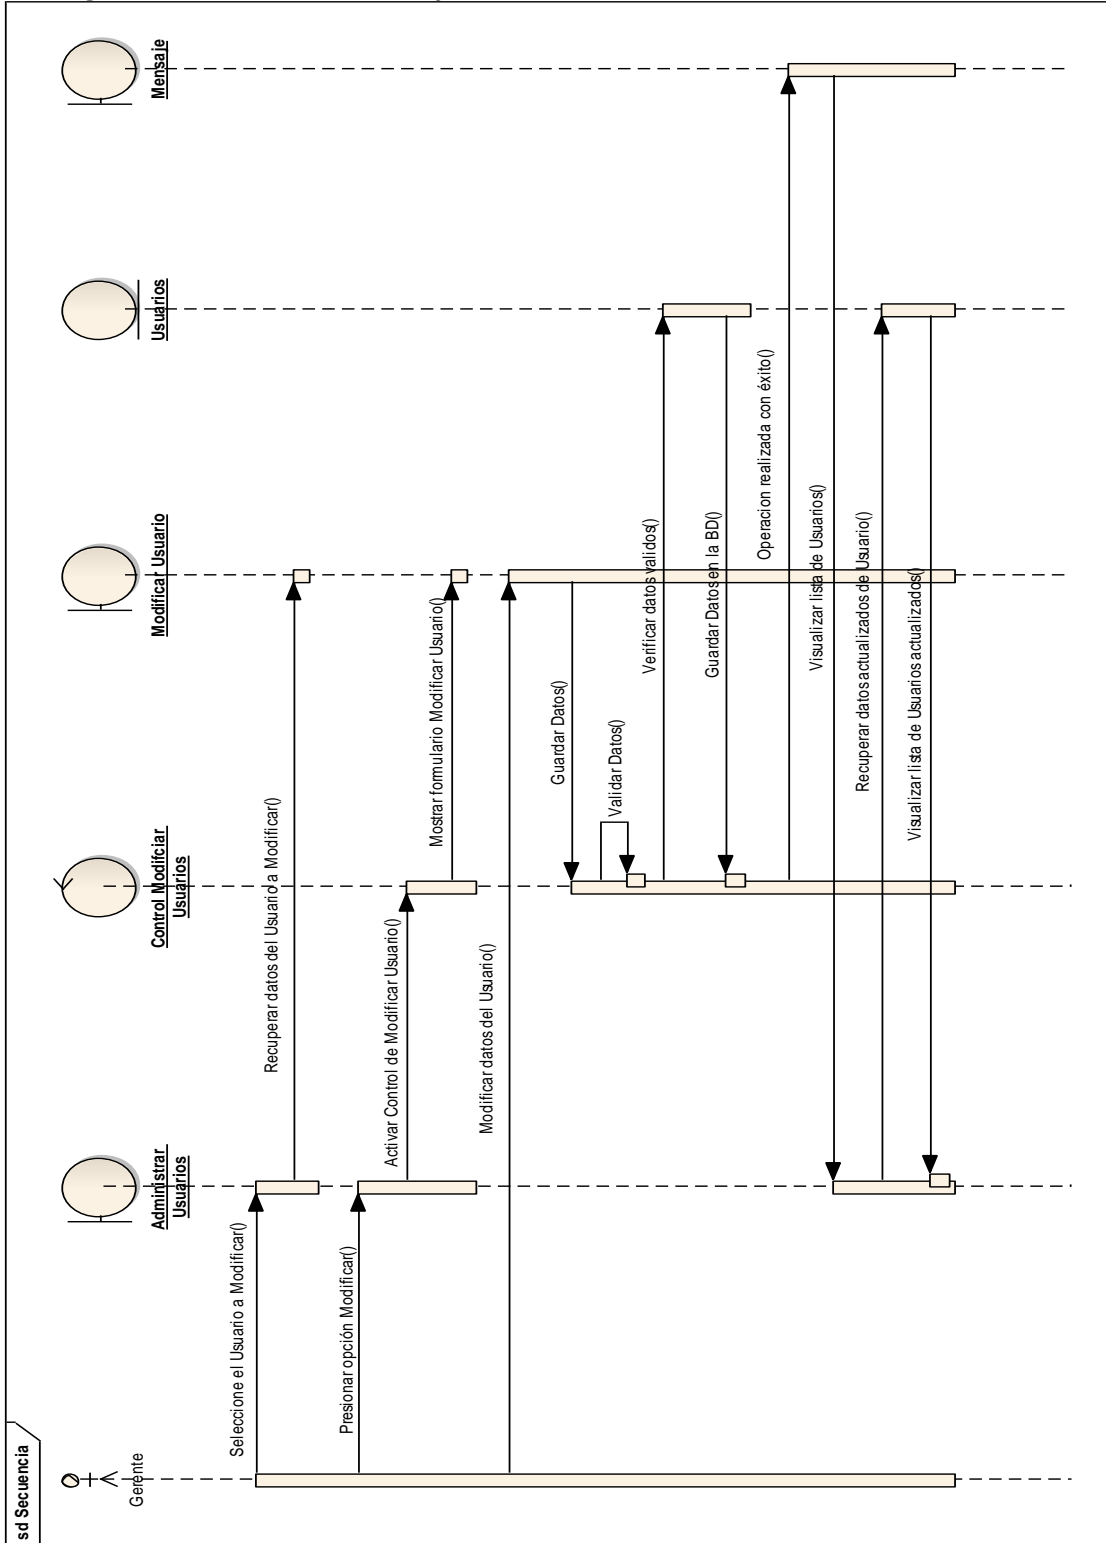 sd Secuencia
Gerente
Administrar
Usuarios
Control Modifciar
Usuarios
Modificar Usuario
Usuarios
Mensaje
Seleccione el Usuario a Modificar()
Recuperar datos del Usuario a Modificar()
Presionar opción Modificar()
Activar Control de Modificar Usuario()
Mostrar formulario Modificar Usuario()
Modificar datos del Usuario()
Guardar Datos()
Validar Datos()
Verificar datos validos()
Guardar Datos en la BD()
Operacion realizada con éxito()
Visualizar lista de Usuarios()
Recuperar datos actualizados de Usuario()
Visualizar lista de Usuarios actualizados()